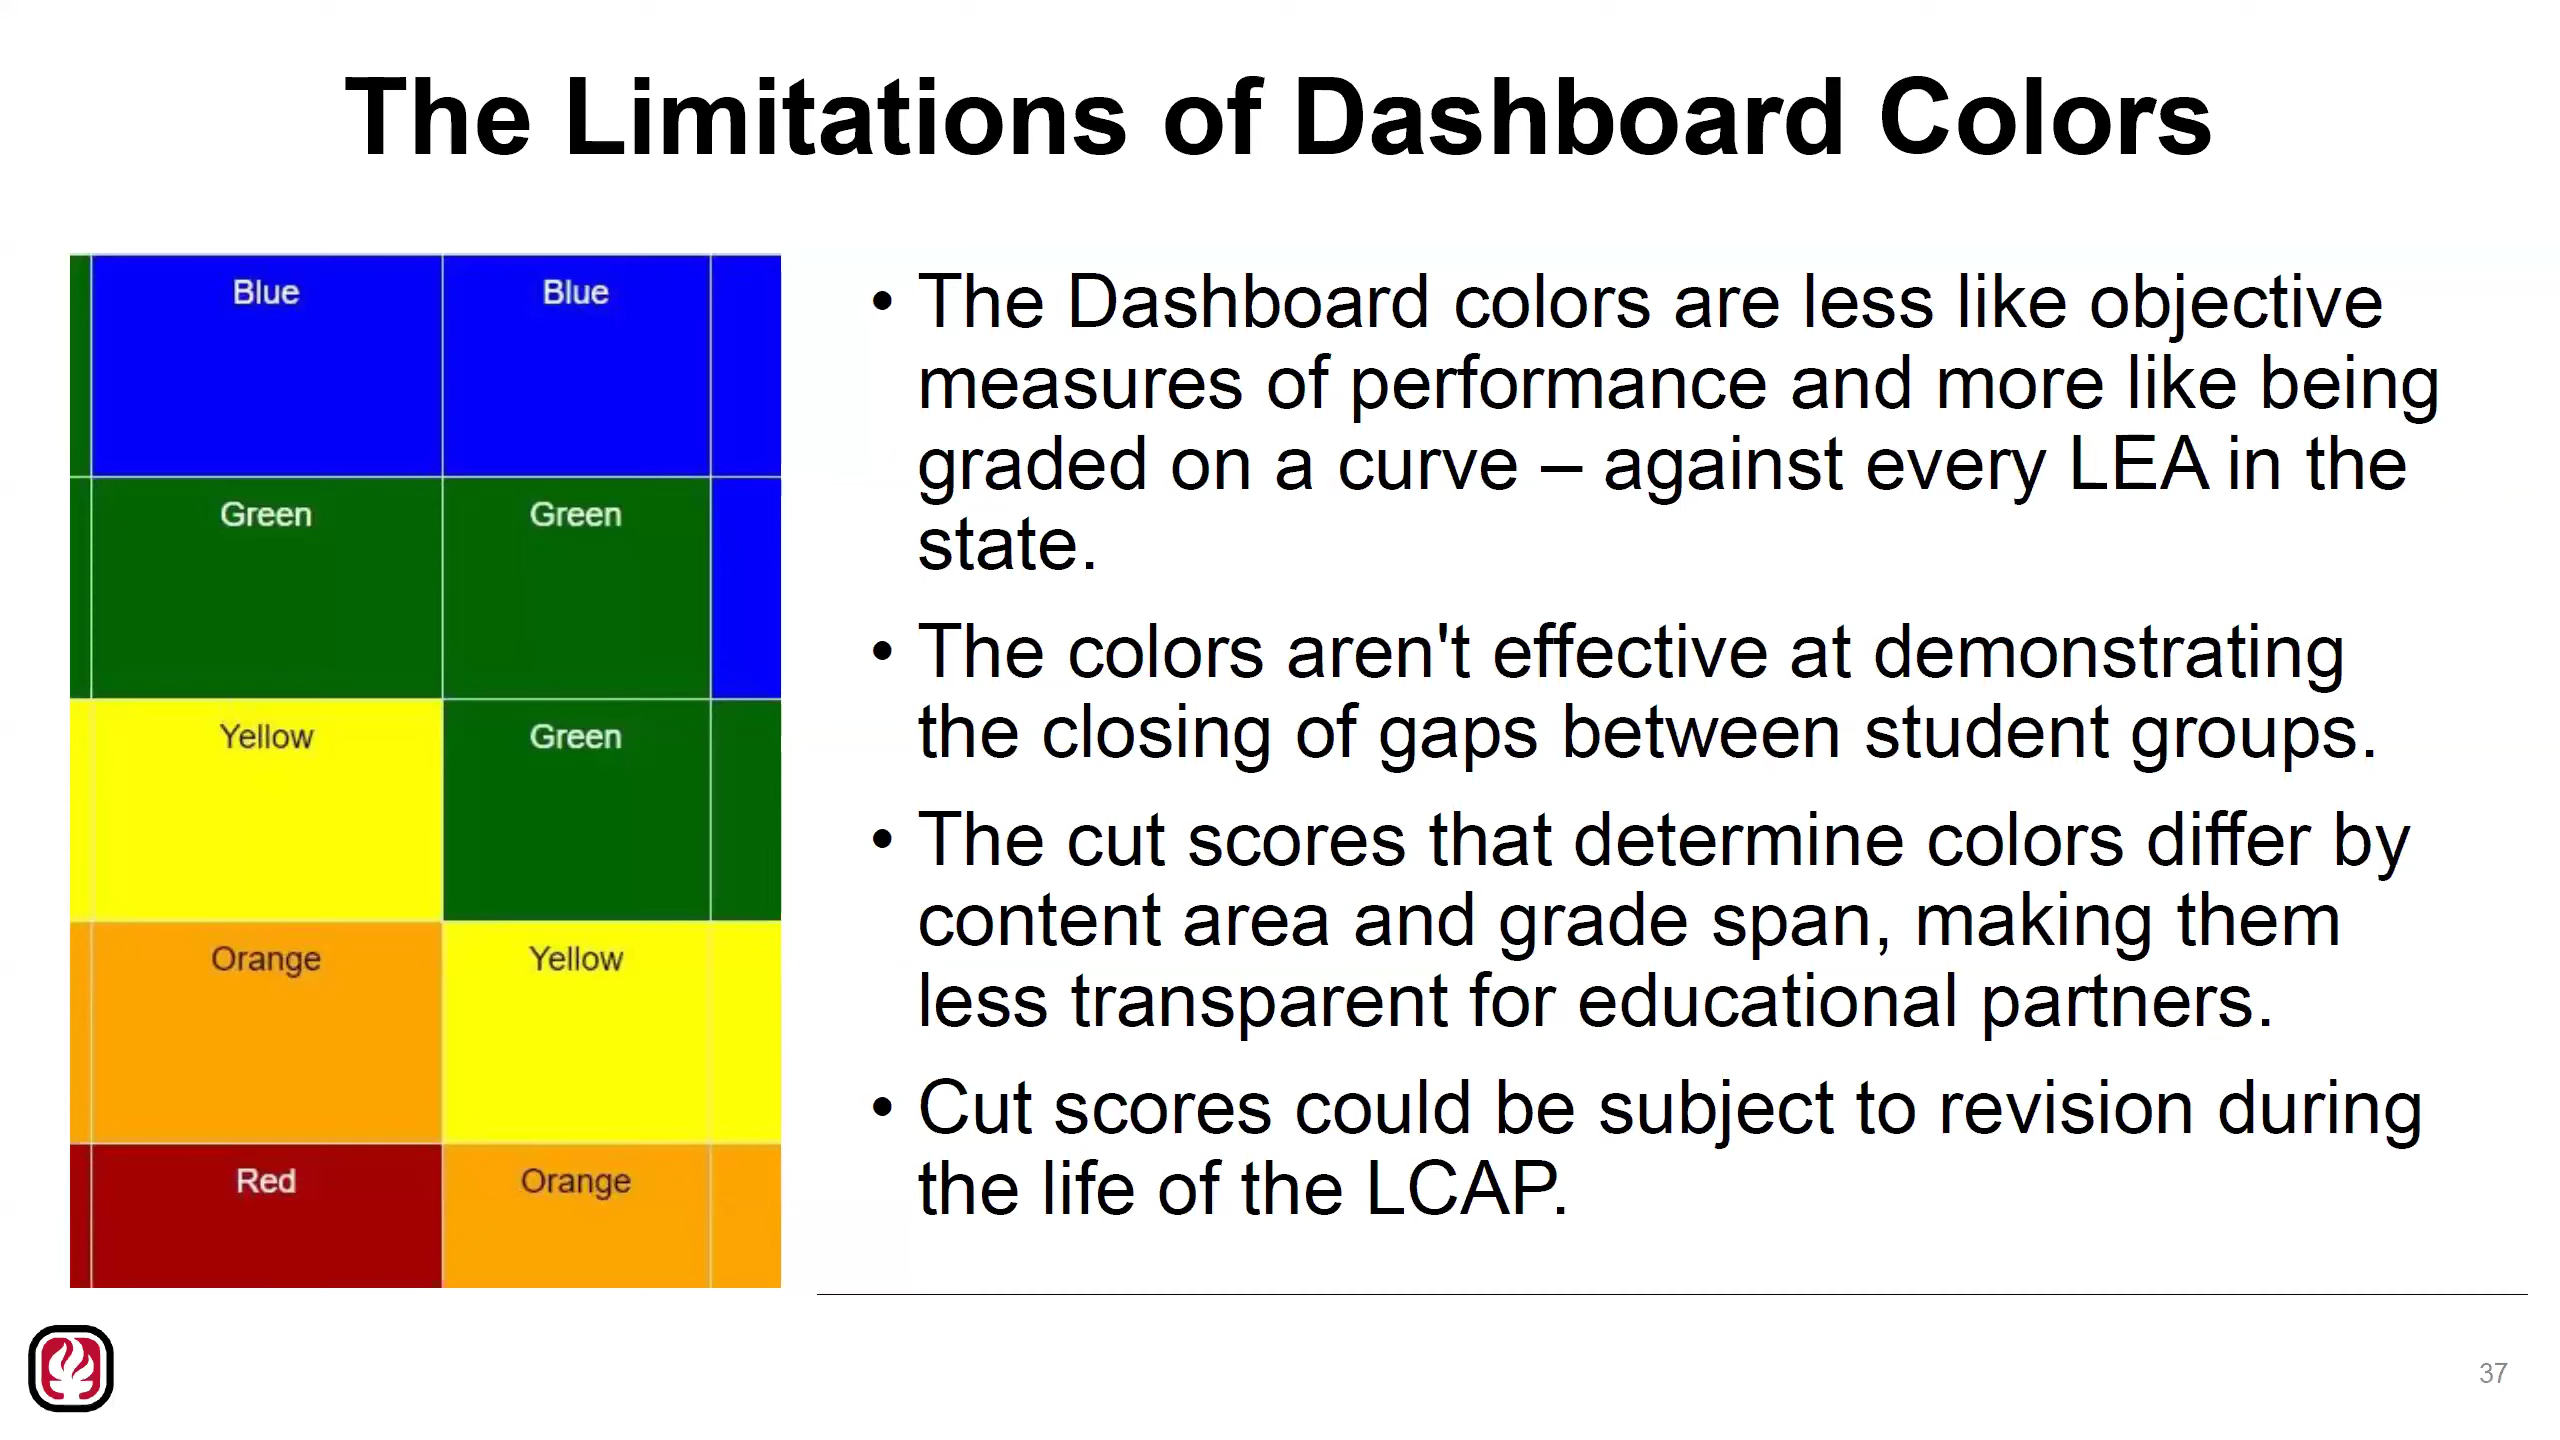 The Limitations of Dashboard Colors
Blue Blue
Green Green
Yellow Green
Orange Yellow
Red Orange
• The Dashboard colors are less like objective
measures of performance and more like being
graded on a curve – against every LEA in the
state.
• The colors aren't effective at demonstrating
the closing of gaps between student groups.
• The cut scores that determine colors differ by
content area and grade span, making them
less transparent for educational partners.
• Cut scores could be subject to revision during
the life of the LCAP.
37